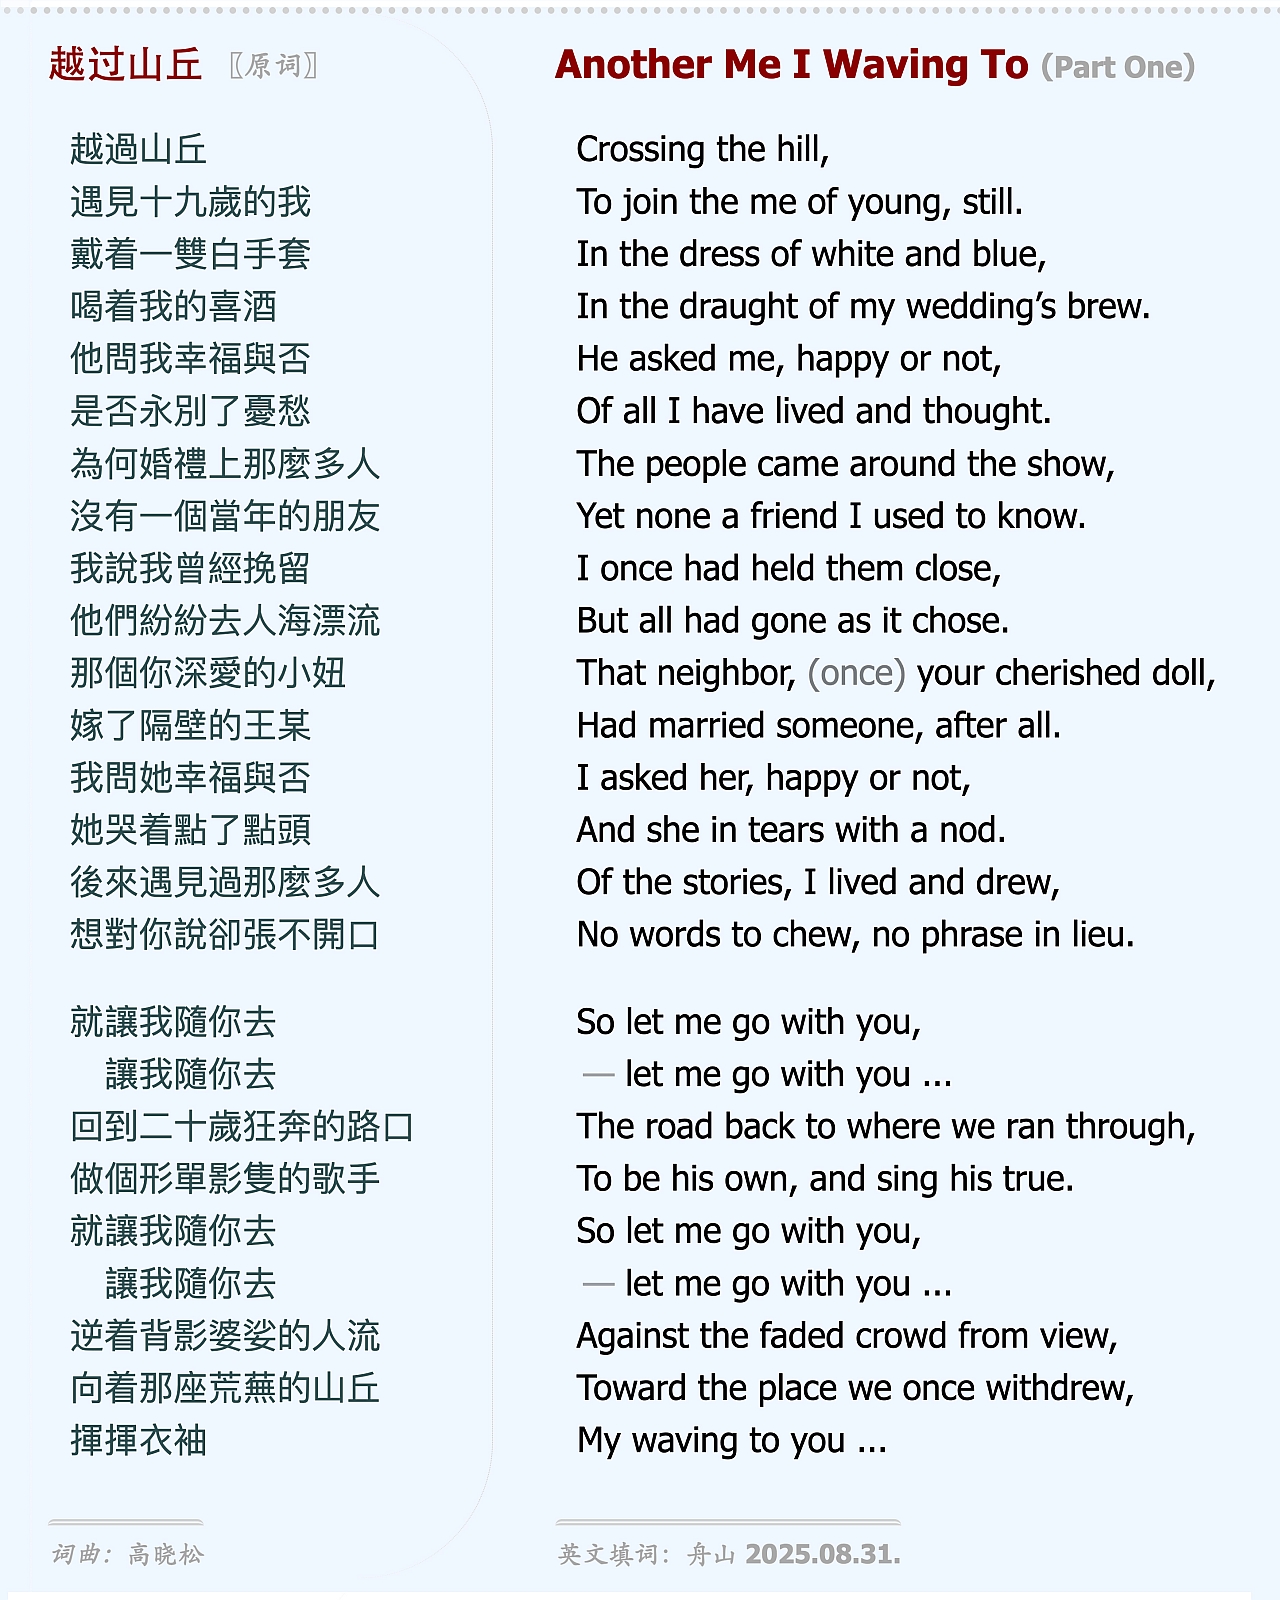 越过山丘 〖原词〗
越過山丘
遇見十九歲的我
戴着一雙白手套
喝着我的喜酒
他問我幸福與否
是否永別了憂愁
為何婚禮上那麼多人
沒有一個當年的朋友
我說我曾經挽留
他們紛紛去人海漂流
那個你深愛的小妞
嫁了隔壁的王某
我問她幸福與否
她哭着點了點頭
後來遇見過那麼多人
想對你說卻張不開口
就讓我隨你去
讓我隨你去
回到二十歲狂奔的路口
做個形單影隻的歌手
就讓我隨你去
讓我隨你去
逆着背影婆娑的人流
向着那座荒蕪的山丘
揮揮衣袖
词曲：高晓松
Another Me I Waving To (Part One)
Crossing the hill,
To join the me of young, still.
In the dress of white and blue,
In the draught of my wedding’s brew.
He asked me, happy or not,
Of all I have lived and thought.
The people came around the show,
Yet none a friend I used to know.
I once had held them close,
But all had gone as it chose.
That neighbor, (once) your cherished doll,
Had married someone, after all.
I asked her, happy or not,
And she in tears with a nod.
Of the stories, I lived and drew,
No words to chew, no phrase in lieu.
So let me go with you,
— let me go with you ...
The road back to where we ran through,
To be his own, and sing his true.
So let me go with you,
— let me go with you ...
Against the faded crowd from view,
Toward the place we once withdrew,
My waving to you ...
英文填词：舟山 2025.08.31.